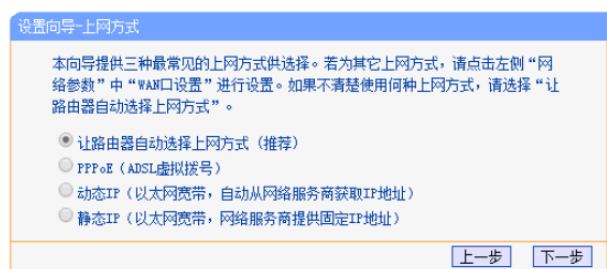 设置向导-上网方式
本向导提供三种最常见的上网方式供选择。若为其它上网方式，请点击左侧“网
络参数”中“WAN口设置”进行设置。如果不清楚使用何种上网方式，请选择“让
路由器自动选择上网方式”。
让路由器自动选择上网方式（推荐）
PPPoE（ADSL虚拟拨号）
动态IP（以太网宽带，自动从网络服务商获取IP地址）
静态IP（以太网宽带，网络服务商提供固定IP地址）
上一步 下一步